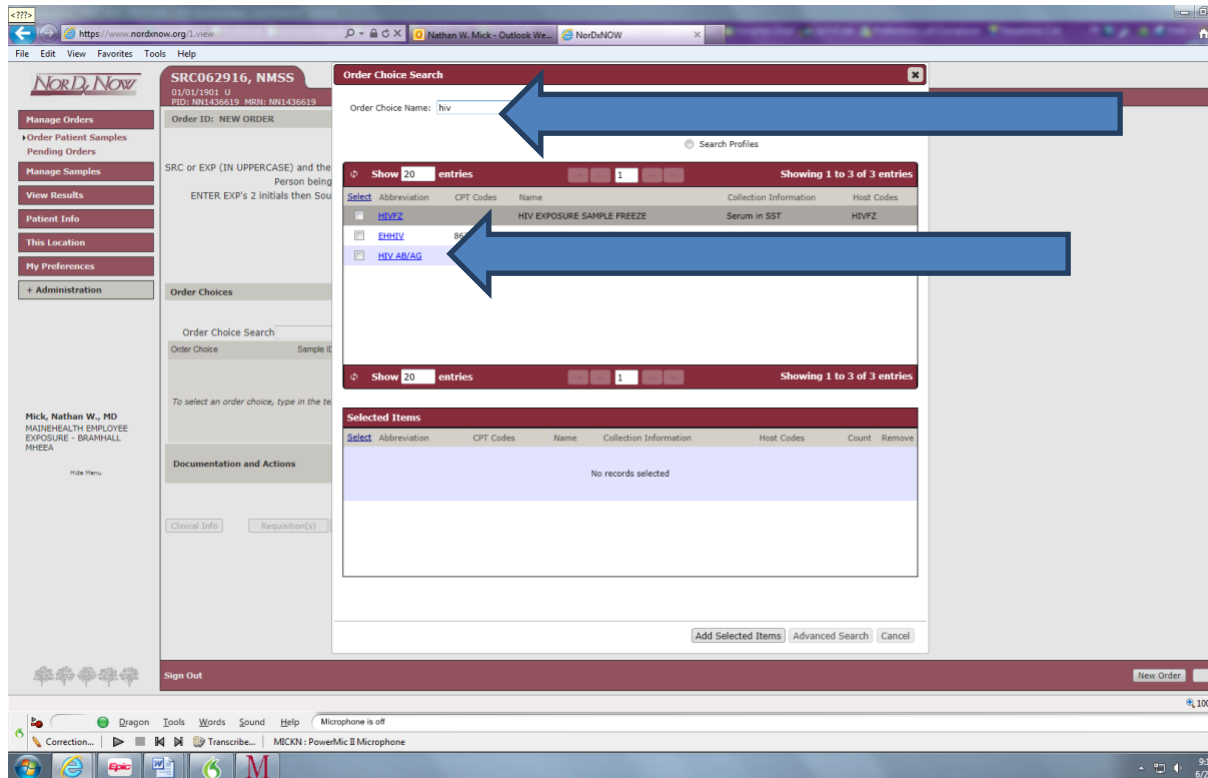 <???>
https://www.nordxnow.org/1.view
Nathan W. Mick - Outlook We...
NorDxNOW
File Edit View Favorites Tools Help
NorDx Now
SRC062916, NMSS
01/01/1901 U
PID: NN1436619 MRN: NN1436619
Order ID: NEW ORDER
Manage Orders
Order Patient Samples
Pending Orders
Manage Samples
View Results
Patient Info
This Location
My Preferences
+ Administration
SRC or EXP (IN UPPERCASE) and the
Person being
ENTER EXP's 2 initials then Sou
Order Choices
Order Choice Search
Order Choice Sample
To select an order choice, type in the te
Documentation and Actions
Clinical Info Requisition(s)
Mick, Nathan W., MD
MAINEHEALTH EMPLOYEE
EXPOSURE - BRAMHALL
MHEEA
Hide Menu
Order Choice Search
Order Choice Name: hiv
Search Profiles
Show 20 entries 1 Showing 1 to 3 of 3 entries
Select Abbreviation CPT Codes Name Collection Information Host Codes
HIVFZ HIV EXPOSURE SAMPLE FREEZE Serum in SST HIVFZ
EHHIV
HIV AB/AG
Show 20 entries 1 Showing 1 to 3 of 3 entries
Selected Items
Select Abbreviation CPT Codes Name Collection Information Host Codes Count Remove
No records selected
Add Selected Items Advanced Search Cancel
Sign Out
New Order
100
Dragon Tools Words Sound Help Microphone is off
Correction... Transcribe... MICKN : PowerMic II Microphone
Epic
M